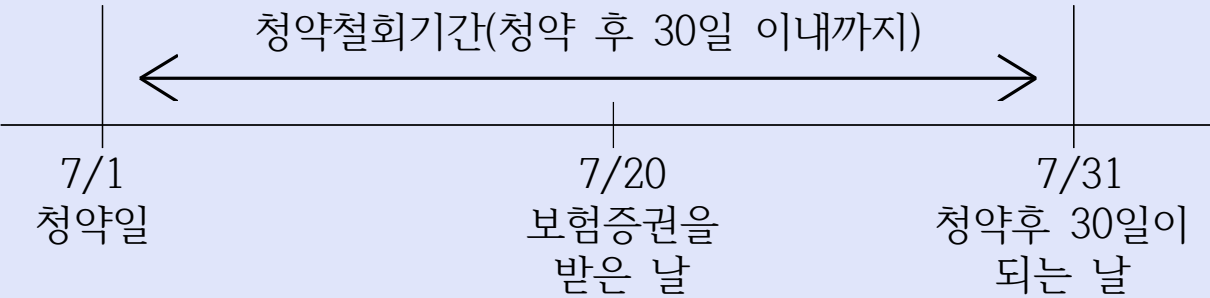 청약철회기간(청약 후 30일 이내까지)
7/1
청약일
7/20
보험증권을
받은 날
7/31
청약후 30일이
되는 날